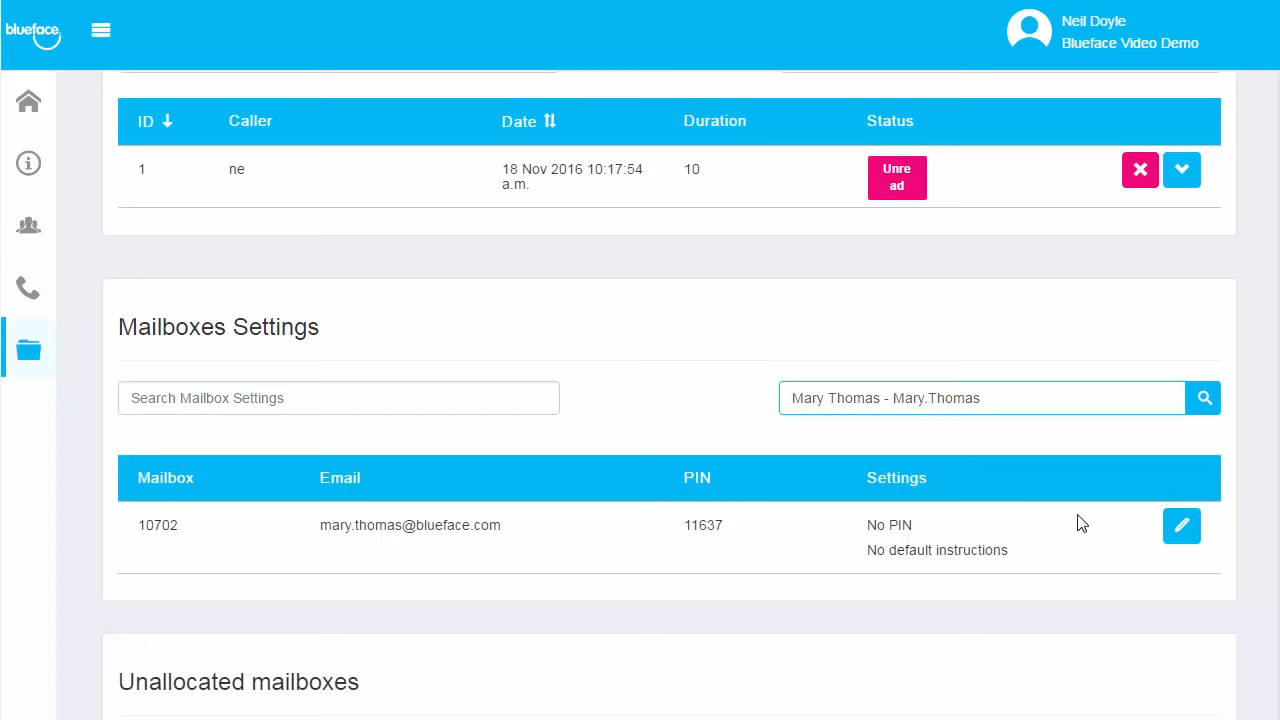 blueface
Neil Doyle
Blueface Video Demo
ID Caller Date Duration Status
1 ne 18 Nov 2016 10:17:54 10 Unre
a.m. ad
Mailboxes Settings
Search Mailbox Settings Mary Thomas - Mary.Thomas
Mailbox Email PIN Settings
10702 mary.thomas@blueface.com 11637 No PIN
No default instructions
Unallocated mailboxes